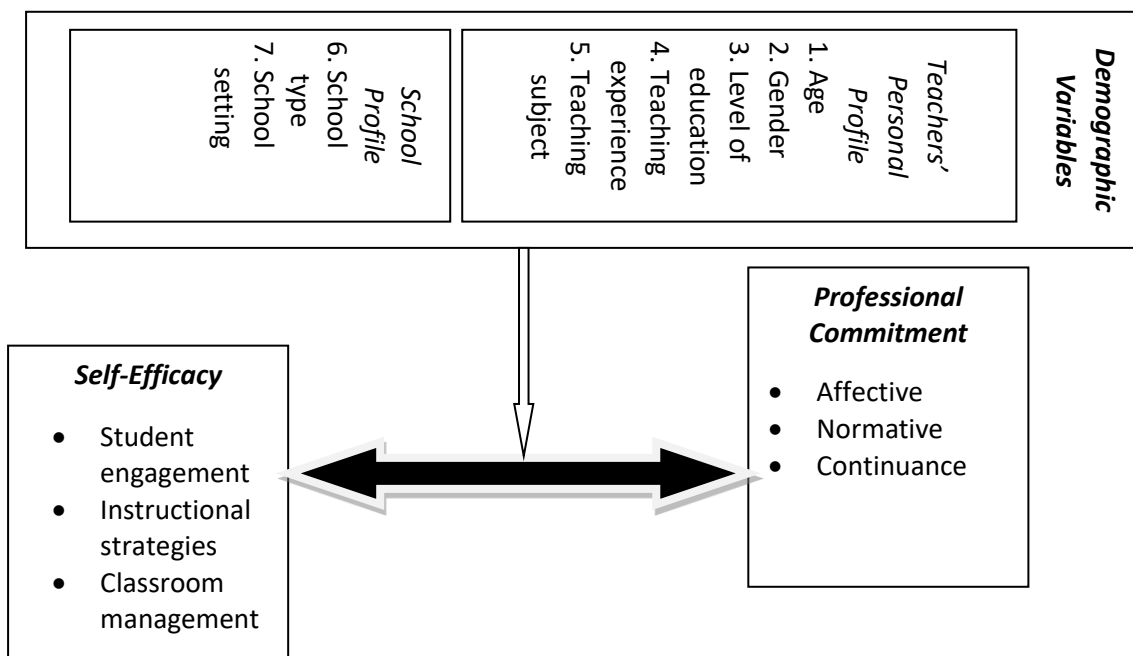 Demographic
Variables
Teachers’
Personal
Profile
1. Age
2. Gender
3. Level of
education
4. Teaching
experience
5. Teaching
subject
School
Profile
6. School
type
7. School
setting
Professional
Commitment
• Affective
• Normative
• Continuance
Self-Efficacy
• Student
engagement
• Instructional
strategies
• Classroom
management